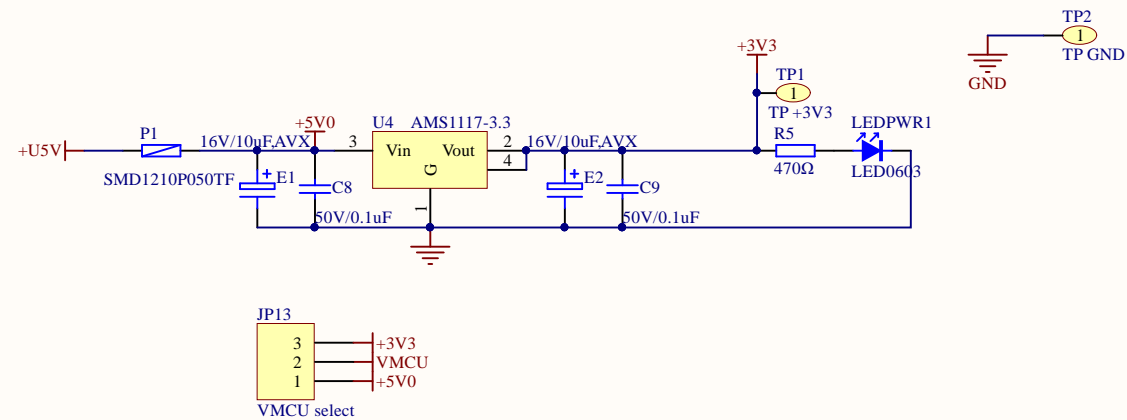 TP2
1
TP GND
GND
+3V3
TP1
1
TP +3V3
+U5V
P1
SMD1210P050TF
16V/10uF,AVX
+5V0
E1
C8
50V/0.1uF
U4
AMS1117-3.3
3
Vin
Vout
2
4
G
1
16V/10uF,AVX
E2
C9
50V/0.1uF
R5
470Ω
LEDPWR1
LED0603
JP13
3
+3V3
2
VMCU
1
+5V0
VMCU select